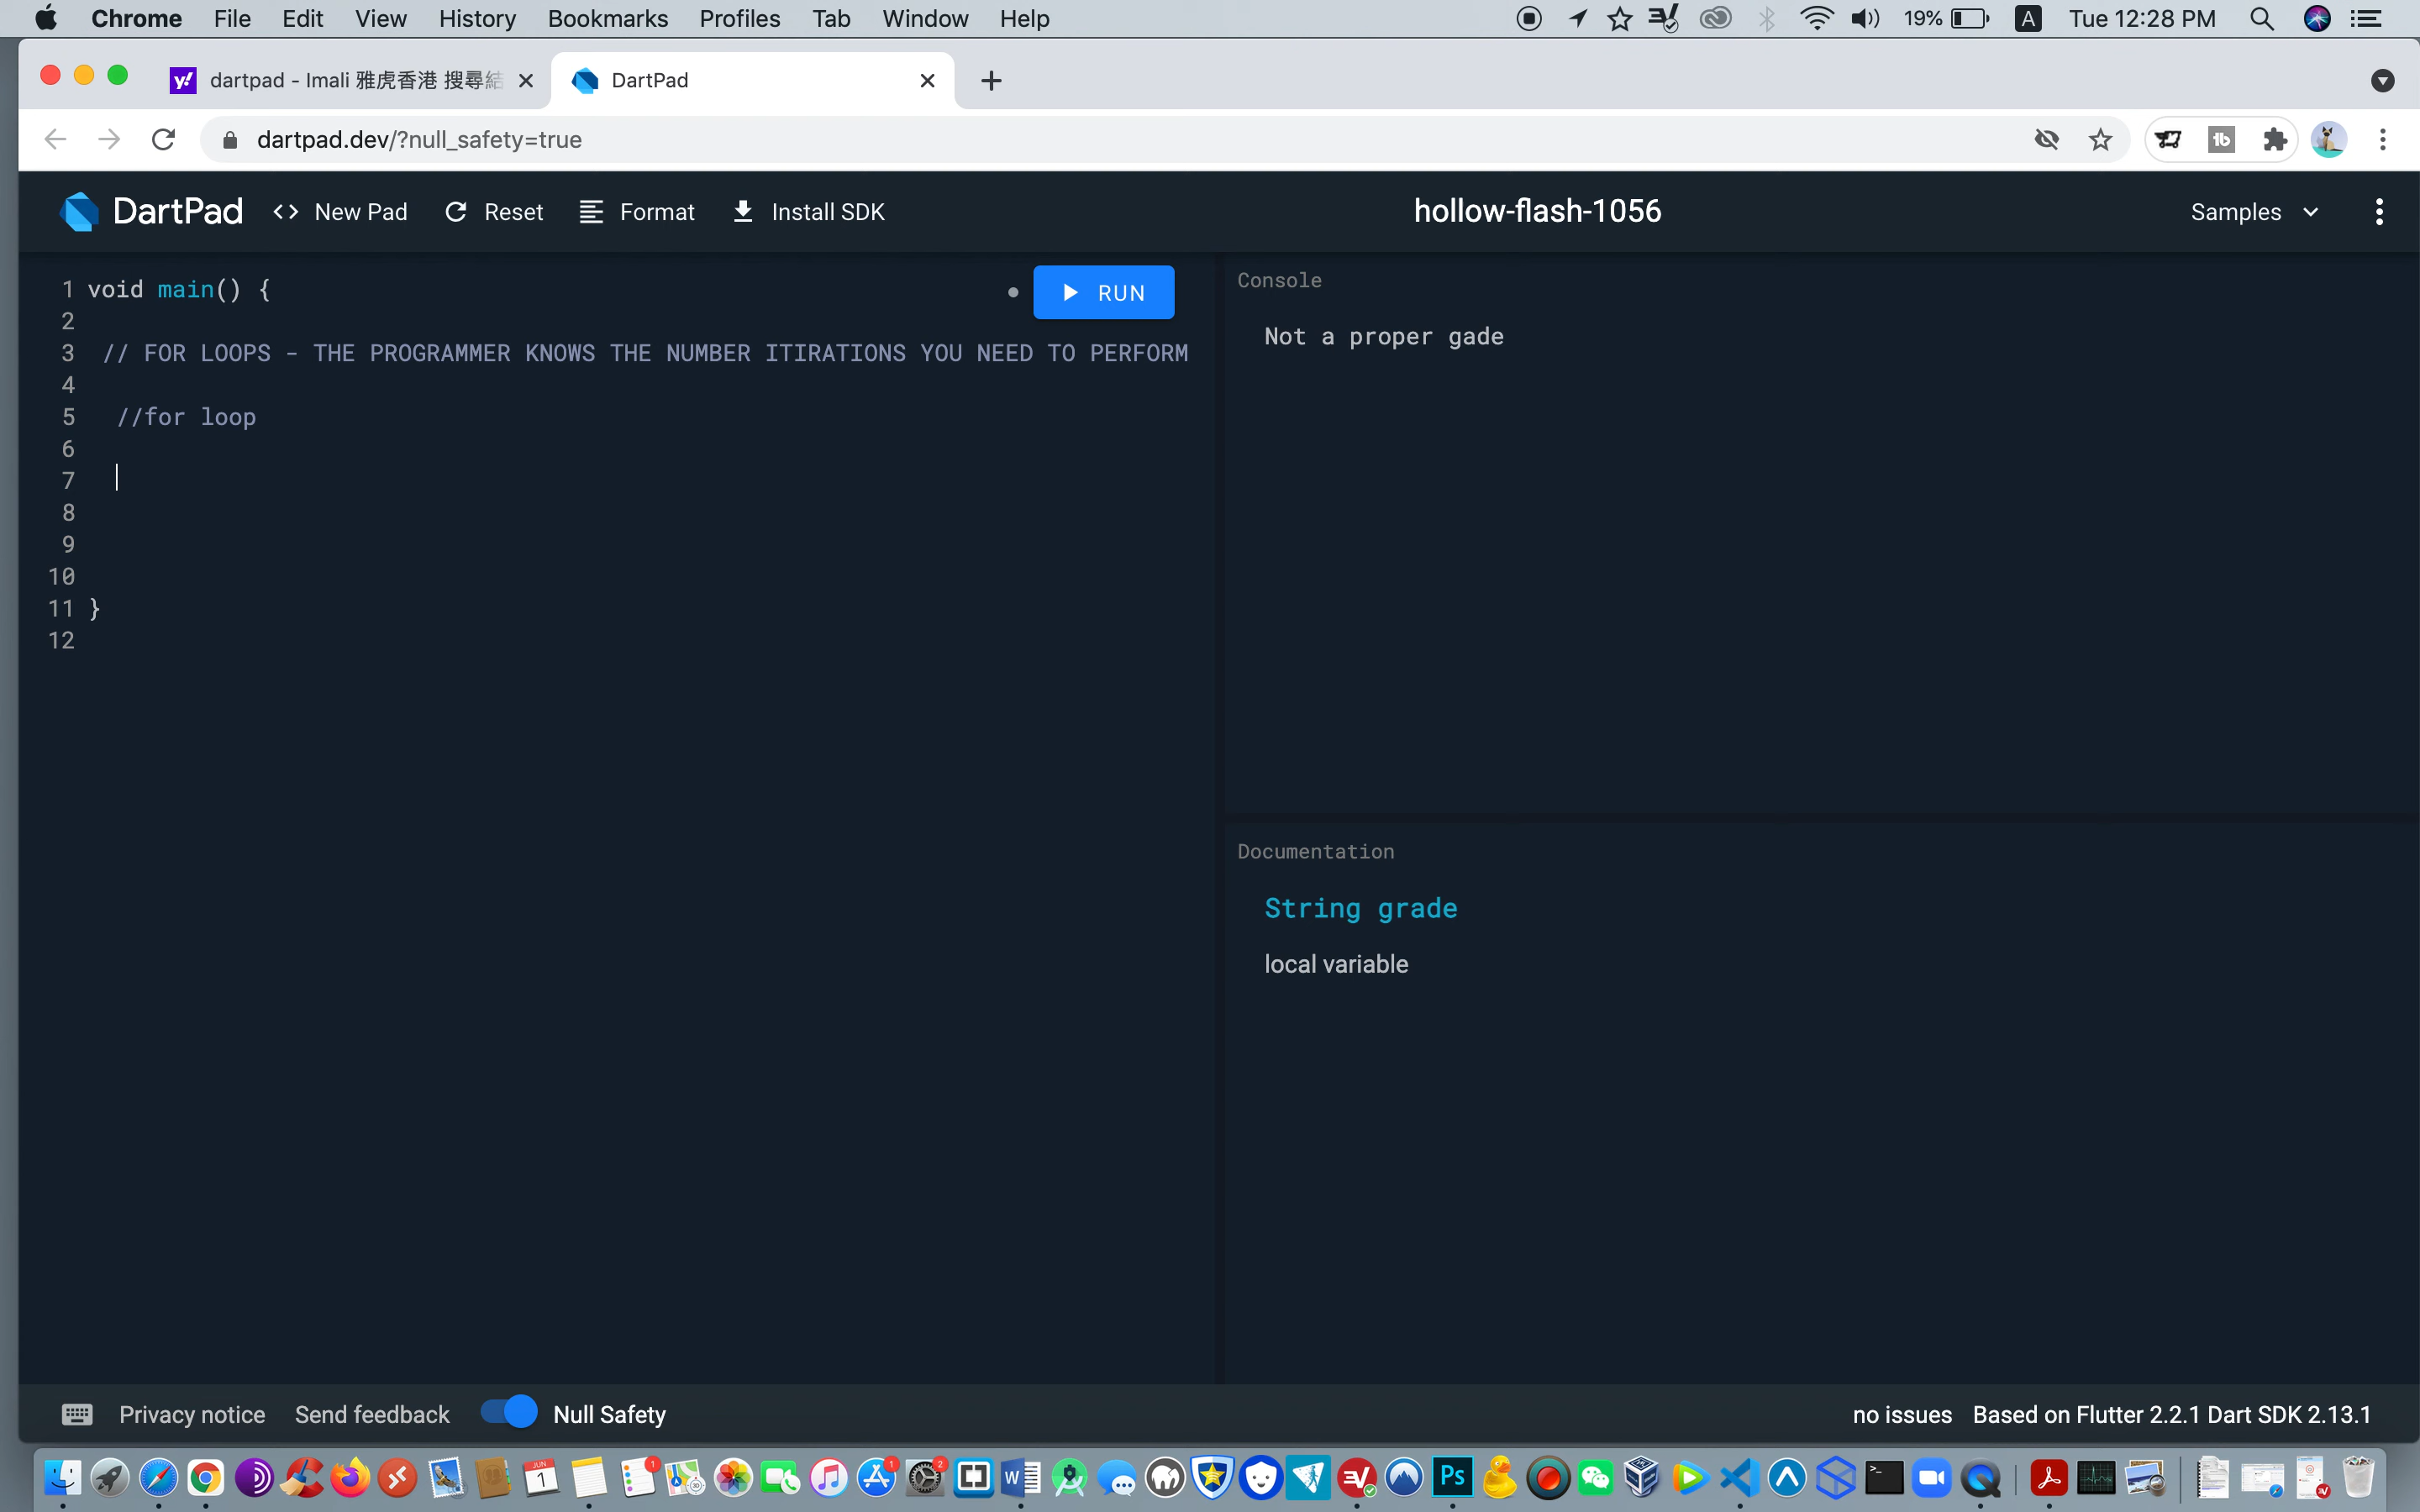 Chrome File Edit View History Bookmarks Profiles Tab Window Help 19% A Tue 12:28 PM
dartpad - Imali 雅虎香港 搜尋結 DartPad
dartpad.dev/?null_safety=true
DartPad <> New Pad Reset Format Install SDK hollow-flash-1056 Samples
1 void main() {
RUN
2
3 // FOR LOOPS - THE PROGRAMMER KNOWS THE NUMBER ITIRATIONS YOU NEED TO PERFORM
4
5 //for loop
6
7
8
9
10
11 }
12
Console
Not a proper gade
Documentation
String grade
local variable
Privacy notice Send feedback Null Safety no issues Based on Flutter 2.2.1 Dart SDK 2.13.1